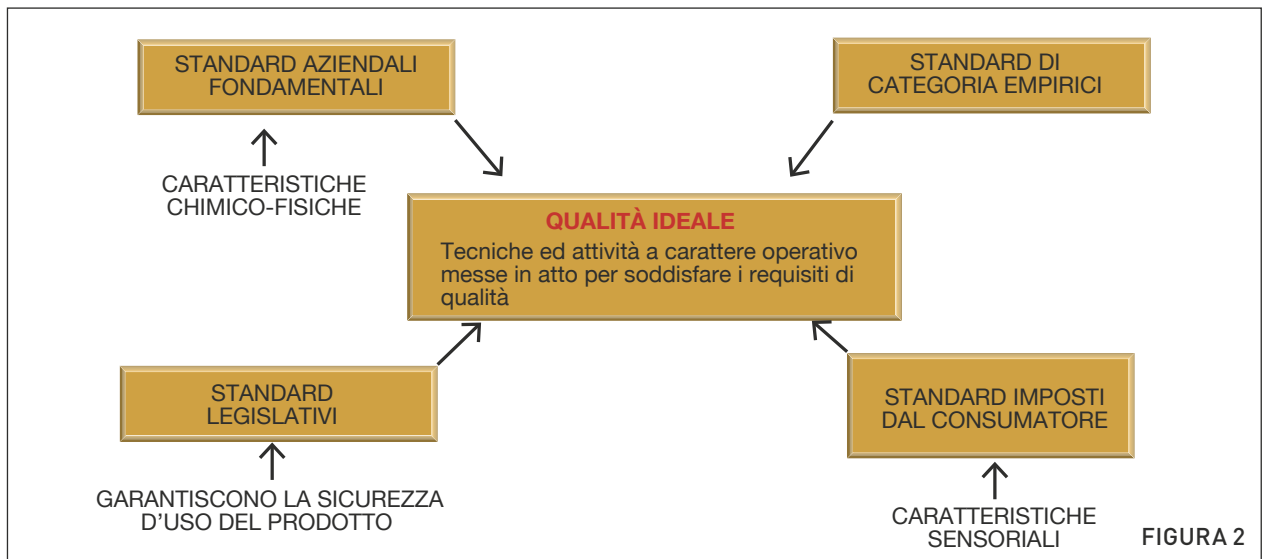 STANDARD AZIENDALI
FONDAMENTALI
STANDARD DI
CATEGORIA EMPIRICI
CARATTERISTICHE
CHIMICO-FISICHE
QUALITÀ IDEALE
Tecniche ed attività a carattere operativo
messe in atto per soddisfare i requisiti di
qualità
STANDARD
LEGISLATIVI
STANDARD IMPOSTI
DAL CONSUMATORE
GARANTISCONO LA SICUREZZA
D'USO DEL PRODOTTO
CARATTERISTICHE
SENSORIALI
FIGURA 2